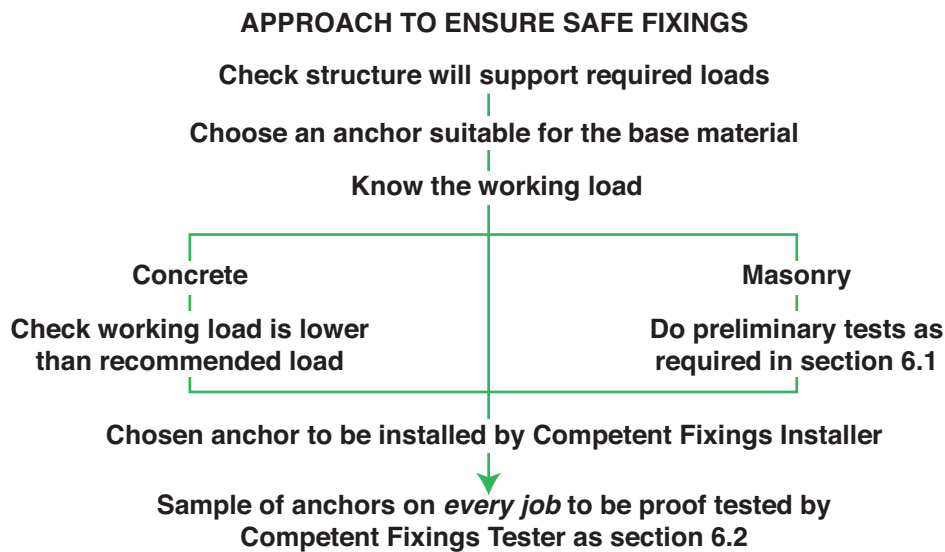 APPROACH TO ENSURE SAFE FIXINGS
Check structure will support required loads
Choose an anchor suitable for the base material
Know the working load
Concrete
Masonry
Check working load is lower
than recommended load
Do preliminary tests as
required in section 6.1
Chosen anchor to be installed by Competent Fixings Installer
Sample of anchors on every job to be proof tested by
Competent Fixings Tester as section 6.2